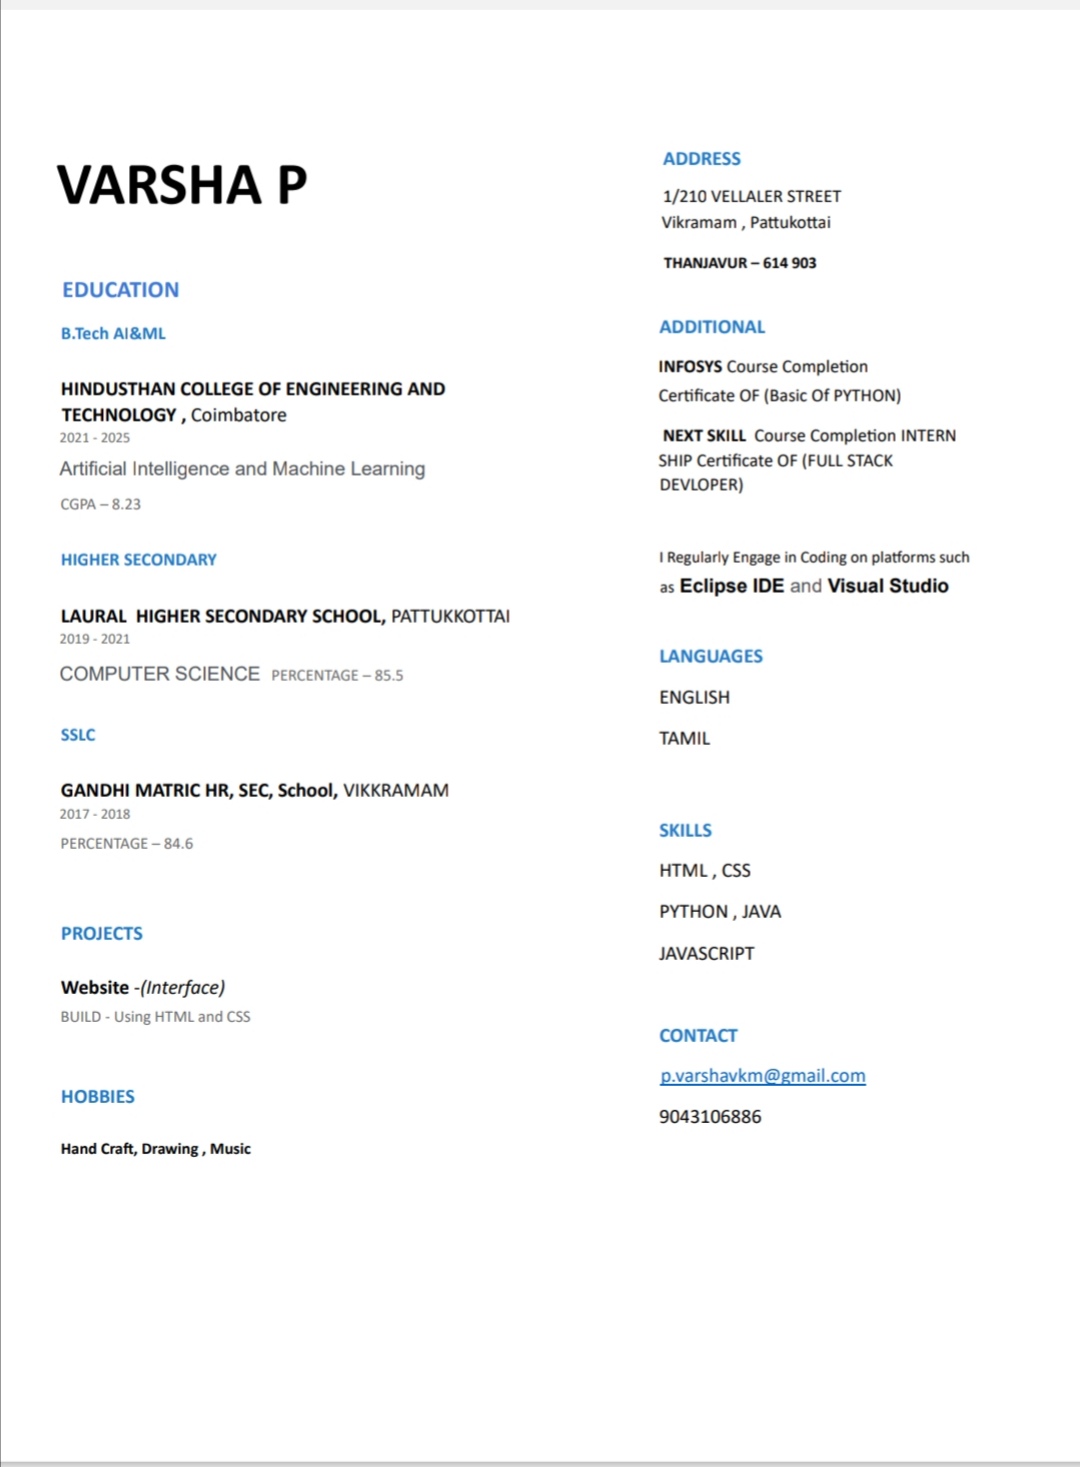 VARSHA P
EDUCATION
B.Tech AI&ML
HINDUSTHAN COLLEGE OF ENGINEERING AND
TECHNOLOGY , Coimbatore
2021 - 2025
Artificial Intelligence and Machine Learning
CGPA – 8.23
HIGHER SECONDARY
LAURAL HIGHER SECONDARY SCHOOL, PATTUKKOTTAI
2019 - 2021
COMPUTER SCIENCE PERCENTAGE – 85.5
SSLC
GANDHI MATRIC HR, SEC, School, VIKKRAMAM
2017 - 2018
PERCENTAGE – 84.6
PROJECTS
Website -(Interface)
BUILD - Using HTML and CSS
HOBBIES
Hand Craft, Drawing , Music
ADDRESS
1/210 VELLALER STREET
Vikramam , Pattukottai
THANJAVUR – 614 903
ADDITIONAL
INFOSYS Course Completion
Certificate OF (Basic Of PYTHON)
NEXT SKILL Course Completion INTERN
SHIP Certificate OF (FULL STACK
DEVLOPER)
I Regularly Engage in Coding on platforms such
as Eclipse IDE and Visual Studio
LANGUAGES
ENGLISH
TAMIL
SKILLS
HTML , CSS
PYTHON , JAVA
JAVASCRIPT
CONTACT
p.varshavkm@gmail.com
9043106886